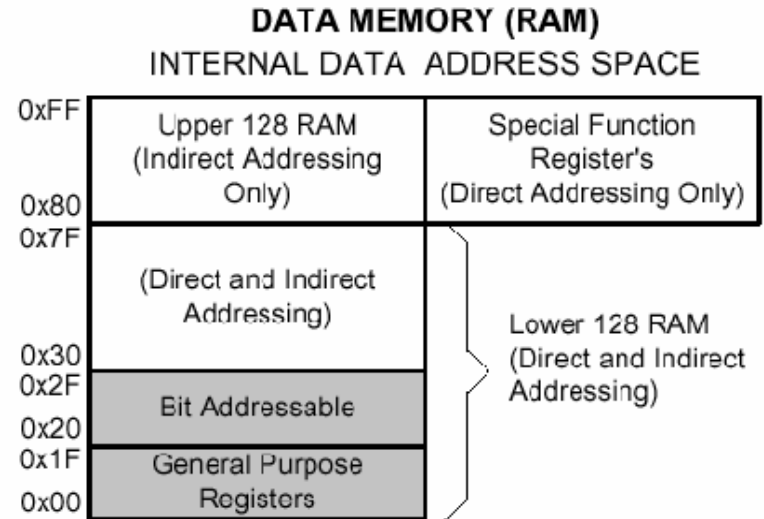 DATA MEMORY (RAM)
INTERNAL DATA ADDRESS SPACE
0xFF
Upper 128 RAM
(Indirect Addressing
Only)
0x80
Special Function
Register's
(Direct Addressing Only)
0x7F
(Direct and Indirect
Addressing)
0x30
Lower 128 RAM
(Direct and Indirect
Addressing)
0x2F
Bit Addressable
0x20
0x1F
General Purpose
Registers
0x00